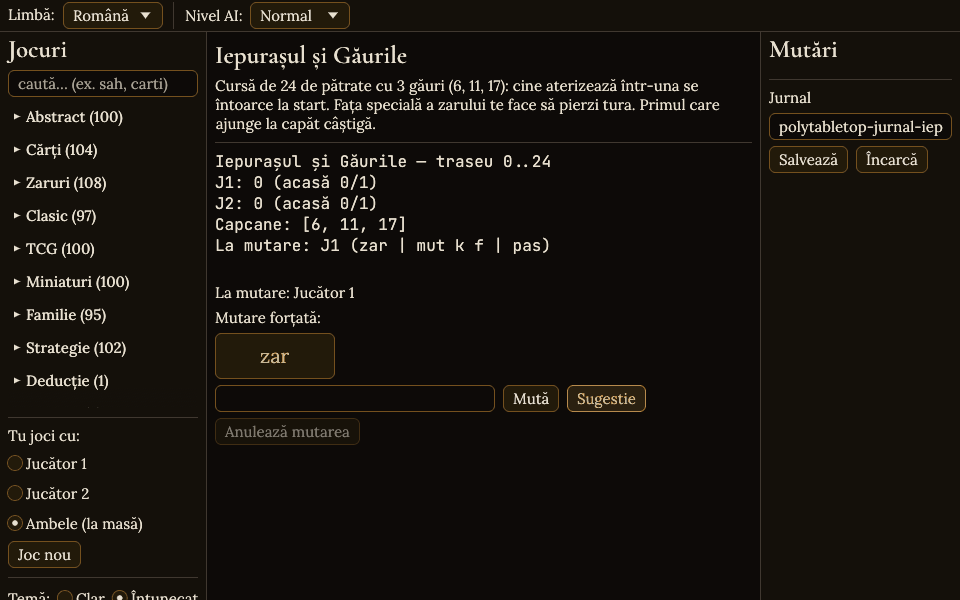 Limbă: Română ▼ Nivel AI: Normal ▼
Jocuri
caută... (ex. sah, carti)
▸ Abstract (100)
▸ Cărți (104)
▸ Zaruri (108)
▸ Clasic (97)
▸ TCG (100)
▸ Miniaturi (100)
▸ Familie (95)
▸ Strategie (102)
▸ Deducție (1)
Tu joci cu:
Jucător 1
Jucător 2
Ambele (la masă)
Joc nou
Temă: Clar Întunecat
Iepurașul și Găurile
Cursă de 24 de pătrate cu 3 găuri (6, 11, 17): cine aterizează într-una se
întoarce la start. Fața specială a zarului te face să pierzi tura. Primul care
ajunge la capăt câștigă.
Iepurașul și Găurile — traseu 0..24
J1: 0 (acasă 0/1)
J2: 0 (acasă 0/1)
Capcane: [6, 11, 17]
La mutare: J1 (zar | mut k f | pas)
La mutare: Jucător 1
Mutare forțată:
zar
Mută Sugestie
Anulează mutarea
Mutări
Jurnal
polytabletop-jurnal-iep
Salvează Încarcă